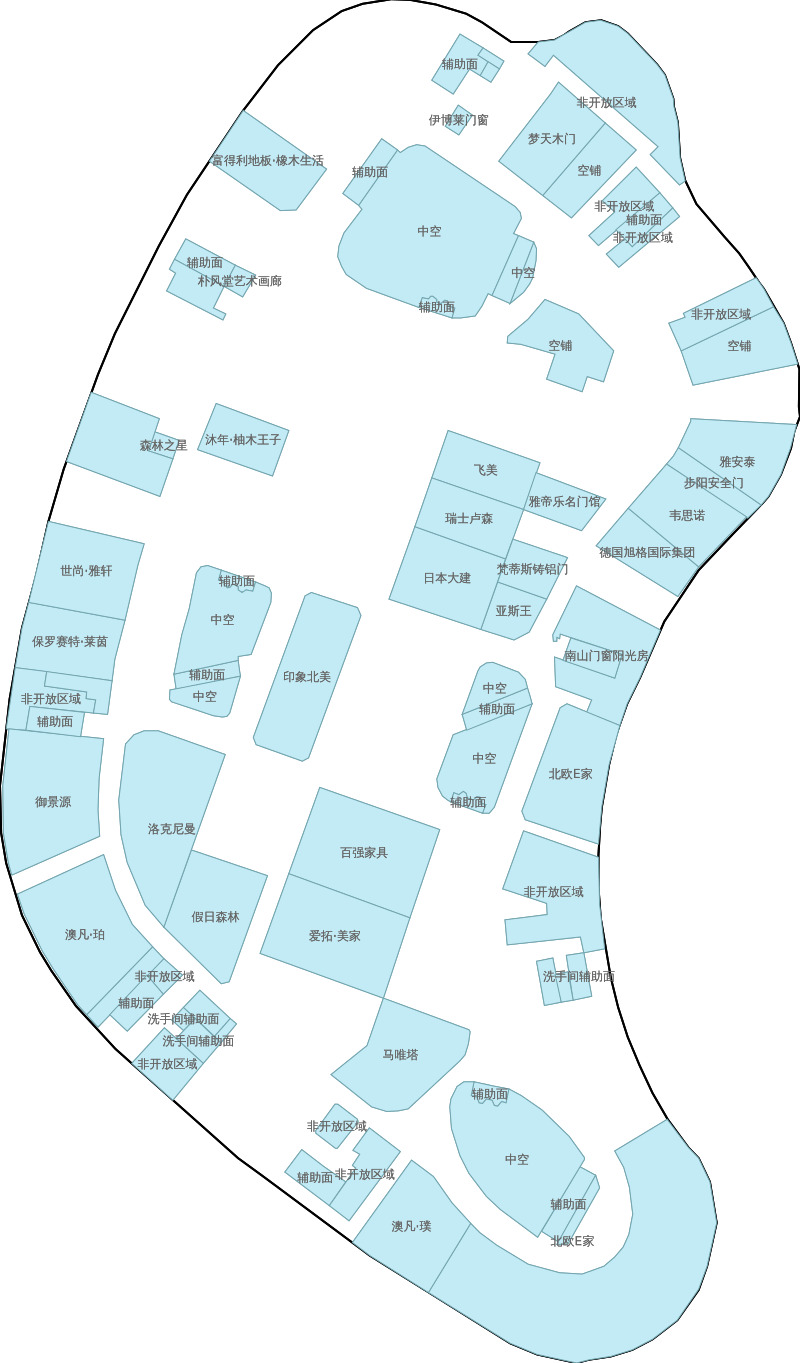 辅助面
非开放区域
伊博莱门窗
梦天木门
富得利地板·橡木生活
辅助面
空铺
非开放区域
辅助面
中空
非开放区域
辅助面
中空
朴风堂艺术画廊
辅助面
非开放区域
空铺
空铺
沐年·柚木王子
森林之星
雅安泰
飞美
步阳安全门
雅帝乐名门馆
瑞士卢森
韦思诺
德国旭格国际集团
世尚·雅轩
梵蒂斯铸铝门
日本大建
辅助面
亚斯王
中空
保罗赛特·莱茵
南山门窗阳光房
辅助面
印象北美
中空
非开放区域
中空
辅助面
辅助面
中空
北欧E家
御景源
辅助面
洛克尼曼
百强家具
非开放区域
假日森林
澳凡·珀
爱拓·美家
非开放区域
洗手间辅助面
辅助面
洗手间辅助面
洗手间辅助面
马唯塔
非开放区域
辅助面
非开放区域
中空
非开放区域
辅助面
辅助面
澳凡·璞
北欧E家